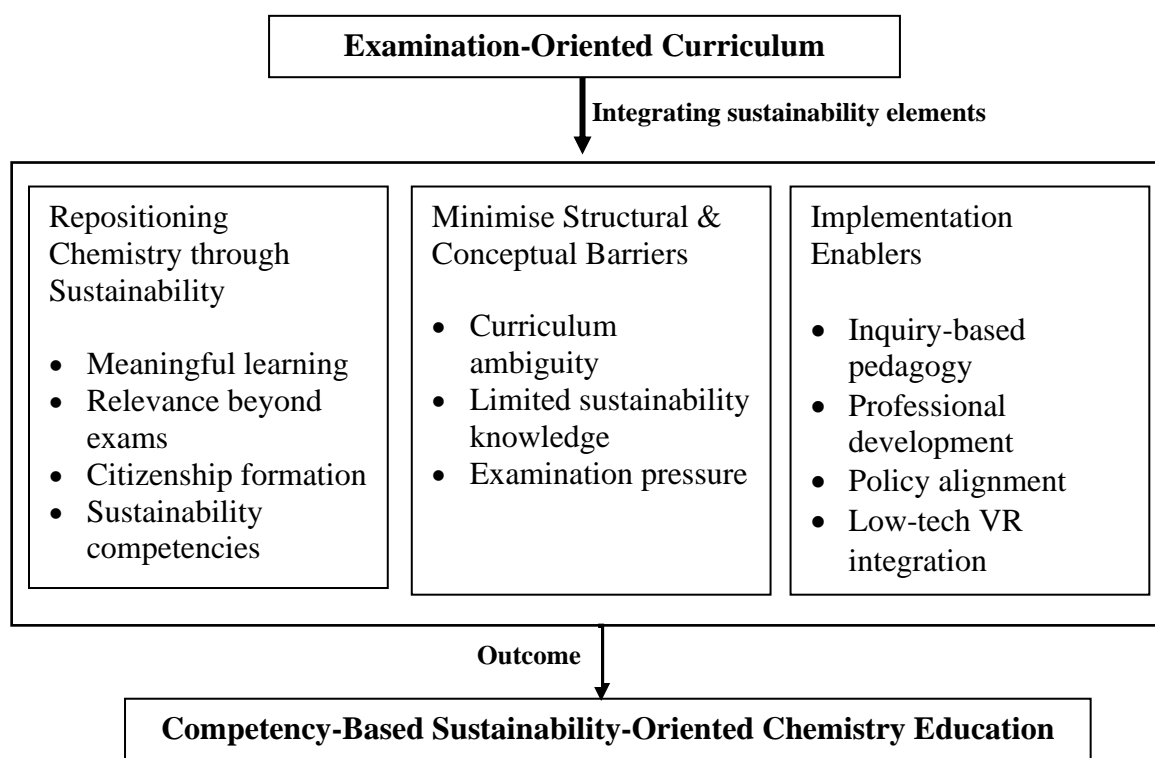 Examination-Oriented Curriculum
Integrating sustainability elements
Repositioning
Chemistry through
Sustainability
• Meaningful learning
• Relevance beyond
exams
• Citizenship formation
• Sustainability
competencies
Minimise Structural &
Conceptual Barriers
• Curriculum
ambiguity
• Limited sustainability
knowledge
• Examination pressure
Implementation
Enablers
• Inquiry-based
pedagogy
• Professional
development
• Policy alignment
• Low-tech VR
integration
Outcome
Competency-Based Sustainability-Oriented Chemistry Education